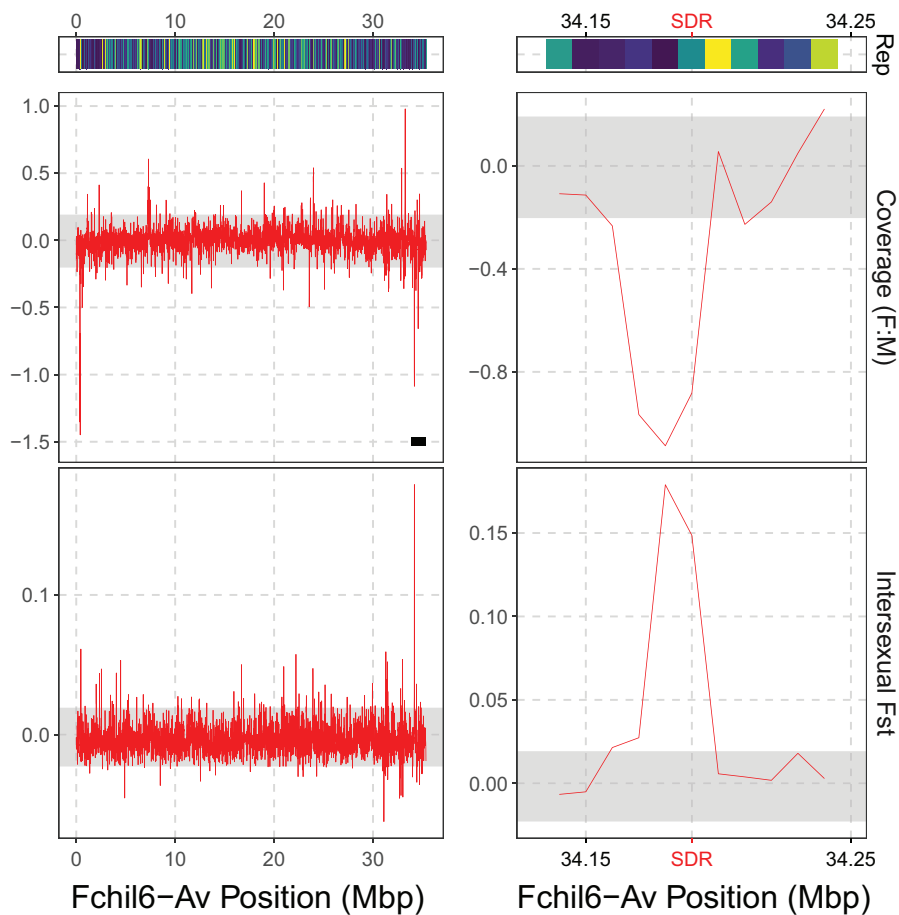 0 10 20 30
34.15 SDR 34.25
Rep
1.0
0.5
0.0
−0.5
−1.0
−1.5
0.0
−0.4
−0.8
Coverage (F:M)
0.1
0.0
0.15
0.10
0.05
0.00
Intersexual Fst
0 10 20 30
34.15 SDR 34.25
Fchil6−Av Position (Mbp)
Fchil6−Av Position (Mbp)